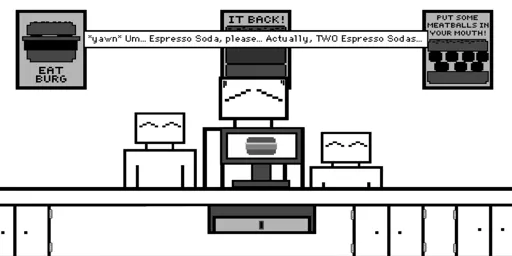 IT BACK!
PUT SOME
MEATBALLS IN
YOUR MOUTH!
*yawn* Um... Espresso Soda, please... Actually, TWO Espresso Sodas...
EAT
BURG